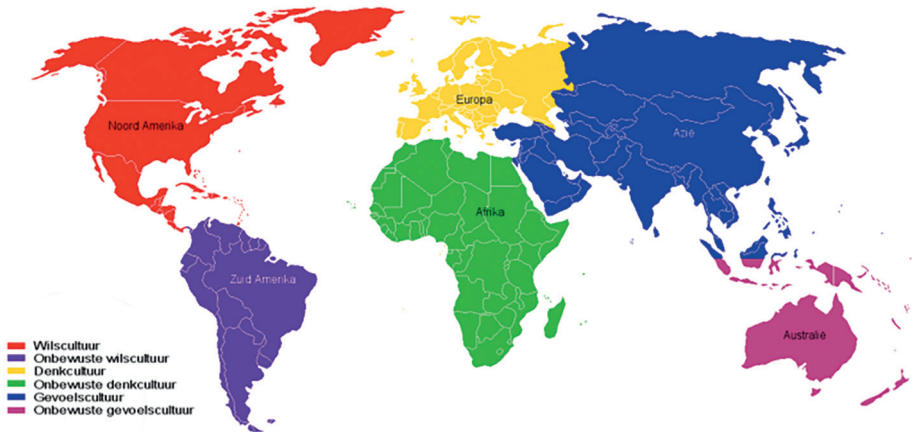 Europa
Noord Amerika
Azië
Afrika
Zuid Amerika
Australië
Wilscultuur
Onbewuste wilscultuur
Denkcultuur
Onbewuste denkcultuur
Gevoelscultuur
Onbewuste gevoelscultuur